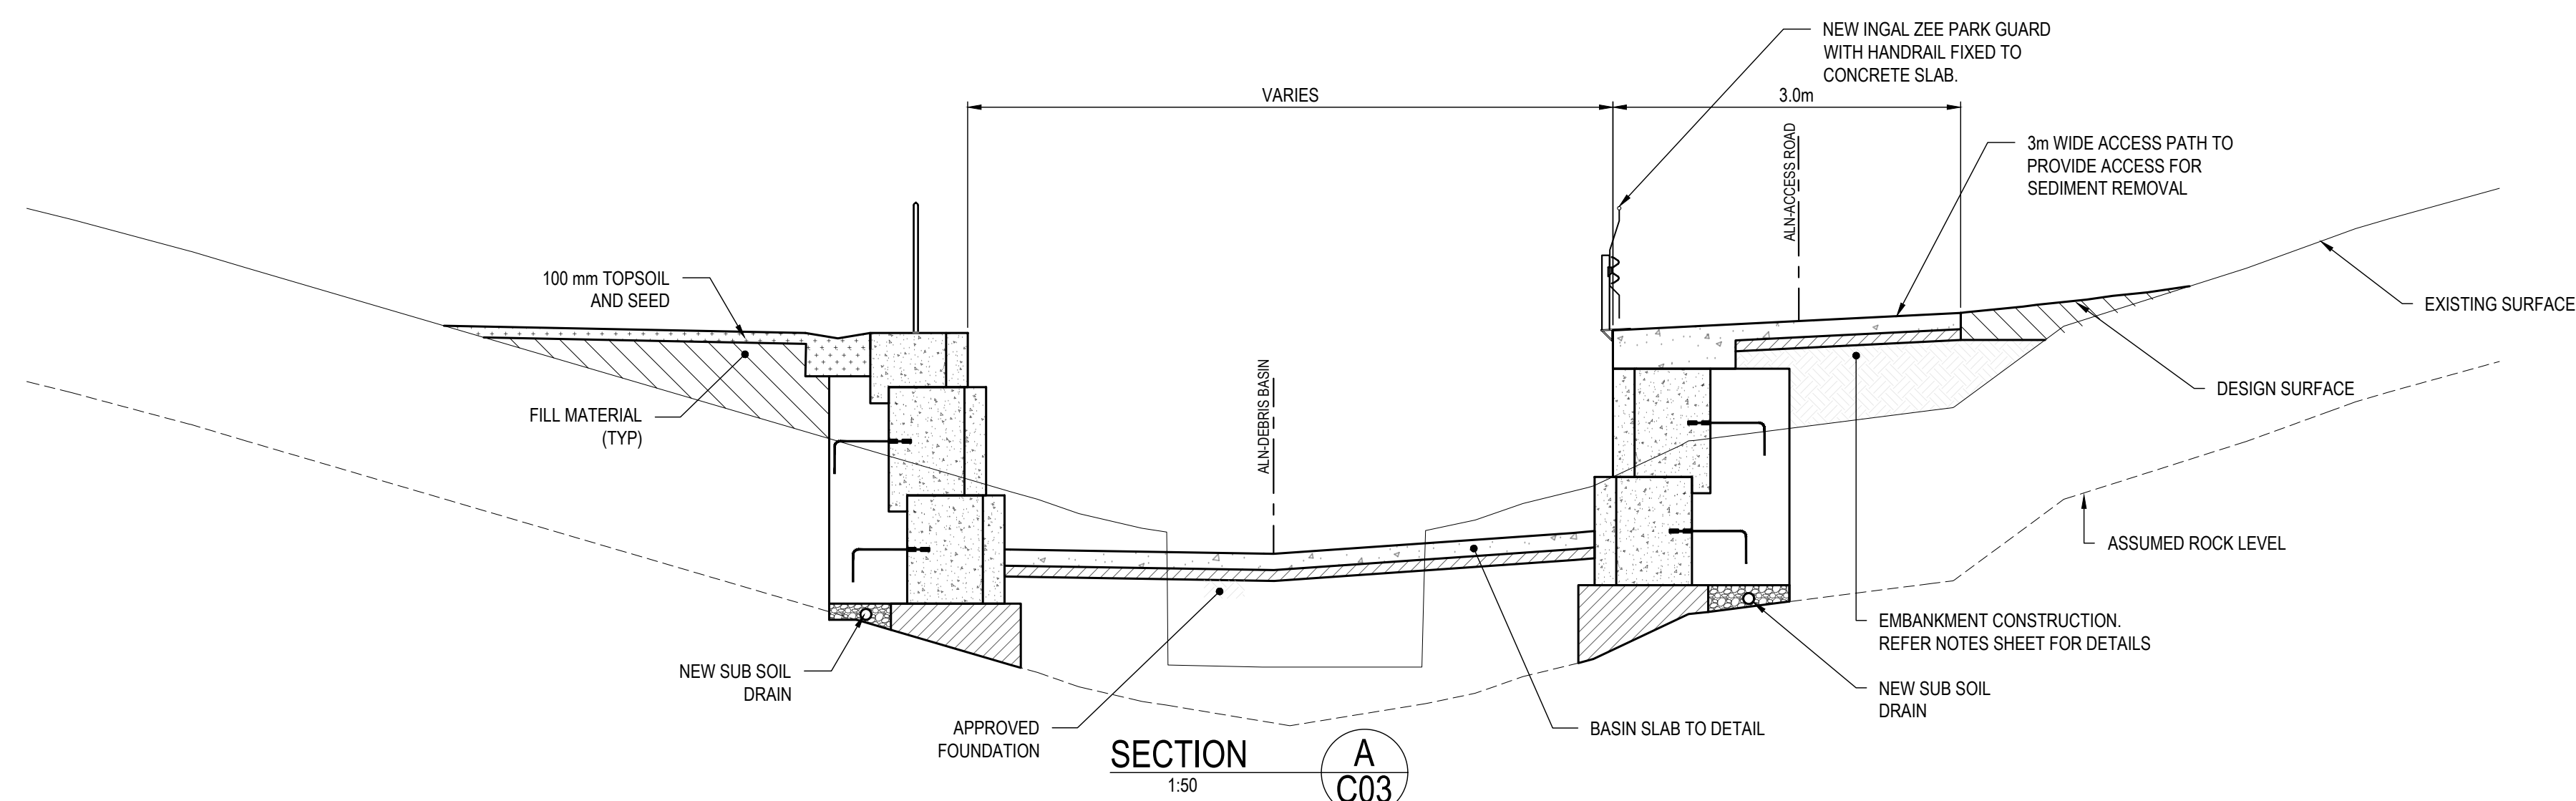 NEW INGAL ZEE PARK GUARD
WITH HANDRAIL FIXED TO
CONCRETE SLAB.
VARIES
3.0m
ALN-ACCESS ROAD
3m WIDE ACCESS PATH TO
PROVIDE ACCESS FOR
SEDIMENT REMOVAL
100 mm TOPSOIL
AND SEED
EXISTING SURFACE
ALN-DEBRIS BASIN
DESIGN SURFACE
FILL MATERIAL
(TYP)
ASSUMED ROCK LEVEL
EMBANKMENT CONSTRUCTION.
REFER NOTES SHEET FOR DETAILS
NEW SUB SOIL
DRAIN
NEW SUB SOIL
DRAIN
APPROVED
FOUNDATION
BASIN SLAB TO DETAIL
SECTION
1:50
A
C03